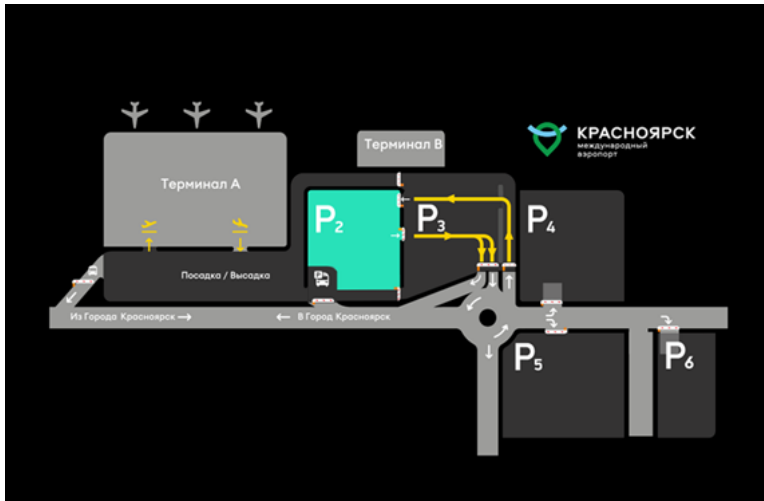 Терминал A
Терминал B
КРАСНОЯРСК
международный
аэропорт
P2
P3
P4
Посадка / Высадка
P
Из Города Красноярск →
← В Город Красноярск
P5
P6